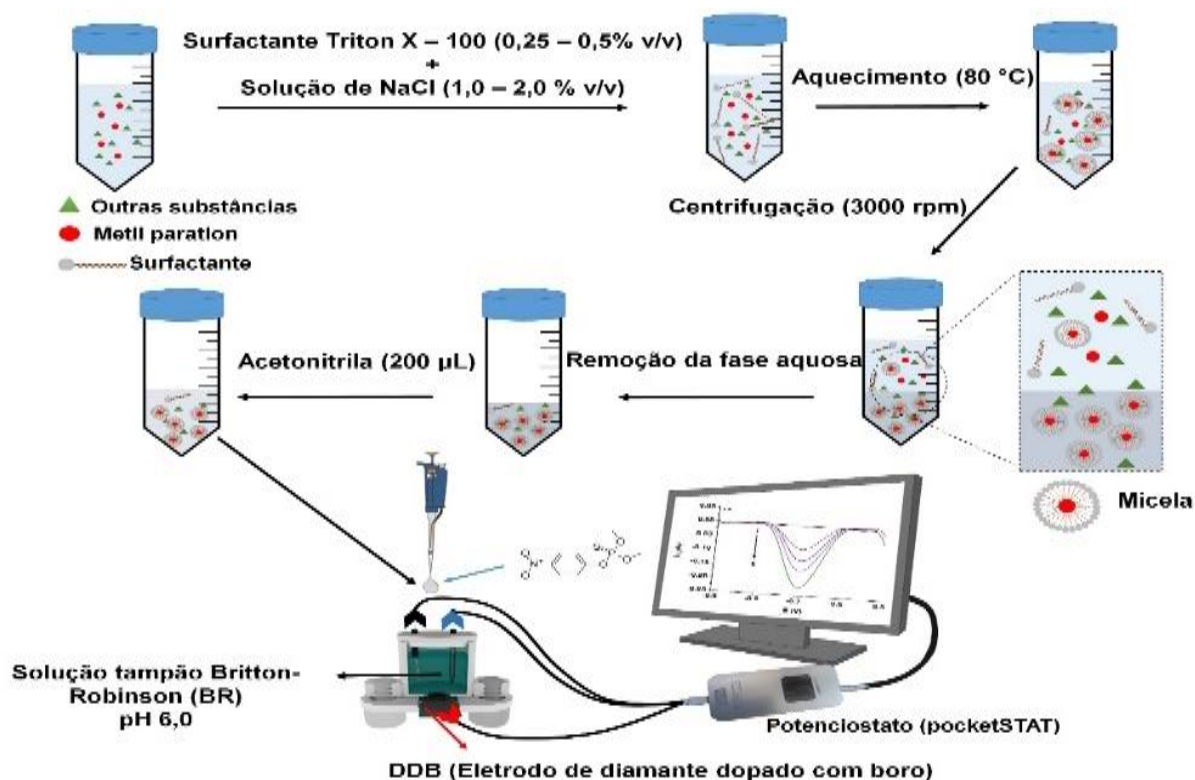 Surfactante Triton X – 100 (0,25 – 0,5% v/v)
+
Solução de NaCl (1,0 – 2,0 % v/v)
Aquecimento (80 °C)
Outras substâncias
Metil paration
Surfactante
Centrifugação (3000 rpm)
Acetonitrila (200 µL)
Remoção da fase aquosa
Micela
Solução tampão Britton-
Robinson (BR)
pH 6,0
Potenciostato (pocketSTAT)
DDB (Eletrodo de diamante dopado com boro)